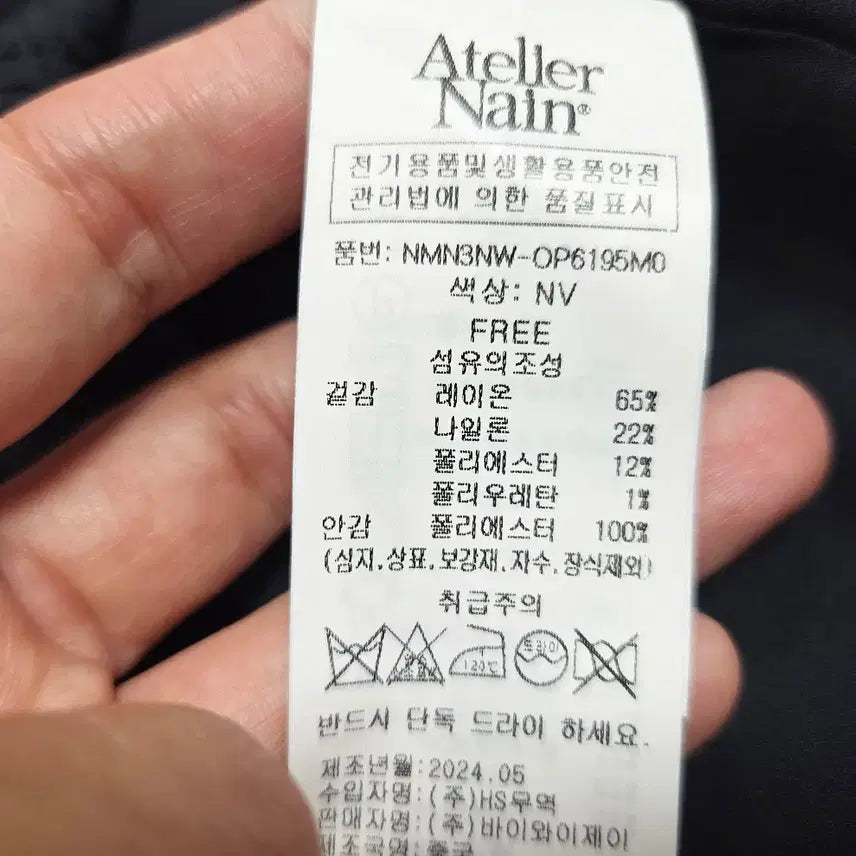 Atelier
Nain®
전기용품및생활용품안전
관리법에 의한 품질표시
품번: NMN3NW-OP6195M0
색상: NV
FREE
섬유의조성
겉감 레이온 65%
나일론 22%
폴리에스터 12%
폴리우레탄 1%
안감 폴리에스터 100%
(심지.상표.보강재.자수.장식제외)
취급주의
120℃ 드라이
반드시 단독 드라이 하세요.
제조년월:2024.05
수입자명:(주)HS무역
판매자명:(주)바이와이제이
제조국명:중국